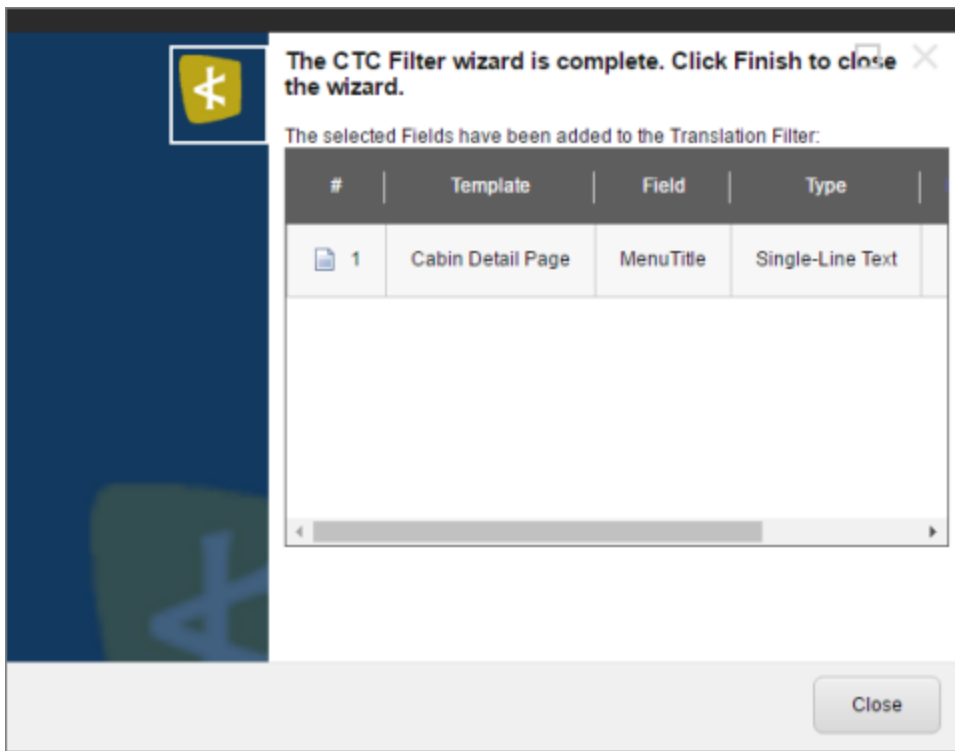 The CTC Filter wizard is complete. Click Finish to close
the wizard.
The selected Fields have been added to the Translation Filter:
# Template Field Type
1 Cabin Detail Page MenuTitle Single-Line Text
Close